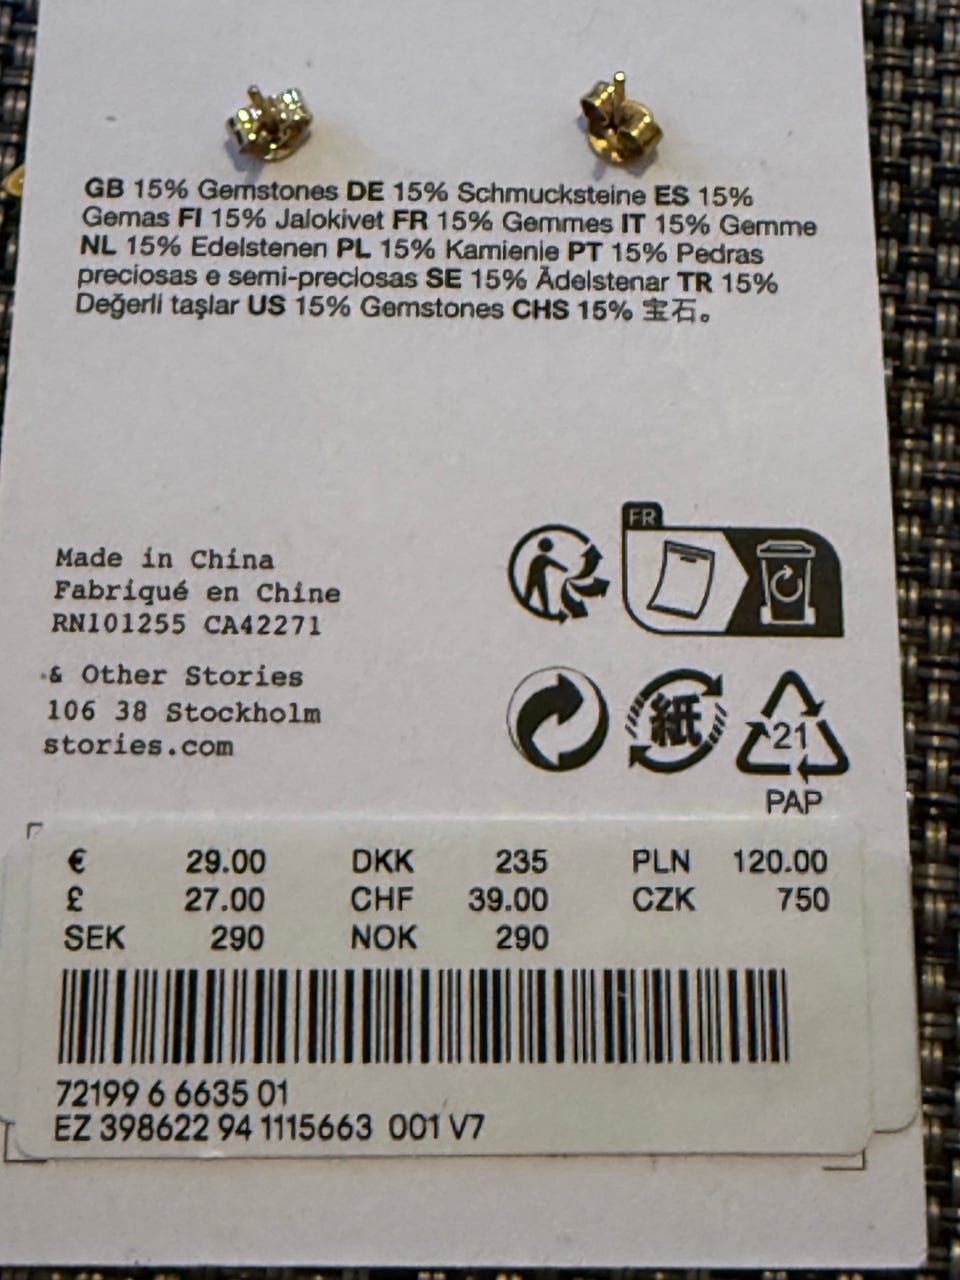 GB 15% Gemstones DE 15% Schmucksteine ES 15%
Gemas FI 15% Jalokivet FR 15% Gemmes IT 15% Gemme
NL 15% Edelstenen PL 15% Kamienie PT 15% Pedras
preciosas e semi-preciosas SE 15% Ädelstenar TR 15%
Değerli taşlar US 15% Gemstones CHS 15% 宝石。
Made in China
Fabriqué en Chine
RN101255 CA42271
& Other Stories
106 38 Stockholm
stories.com
FR
紙
21
PAP
€ 29.00 DKK 235 PLN 120.00
£ 27.00 CHF 39.00 CZK 750
SEK 290 NOK 290
72199 6 6635 01
EZ 398622 94 1115663 001 V7